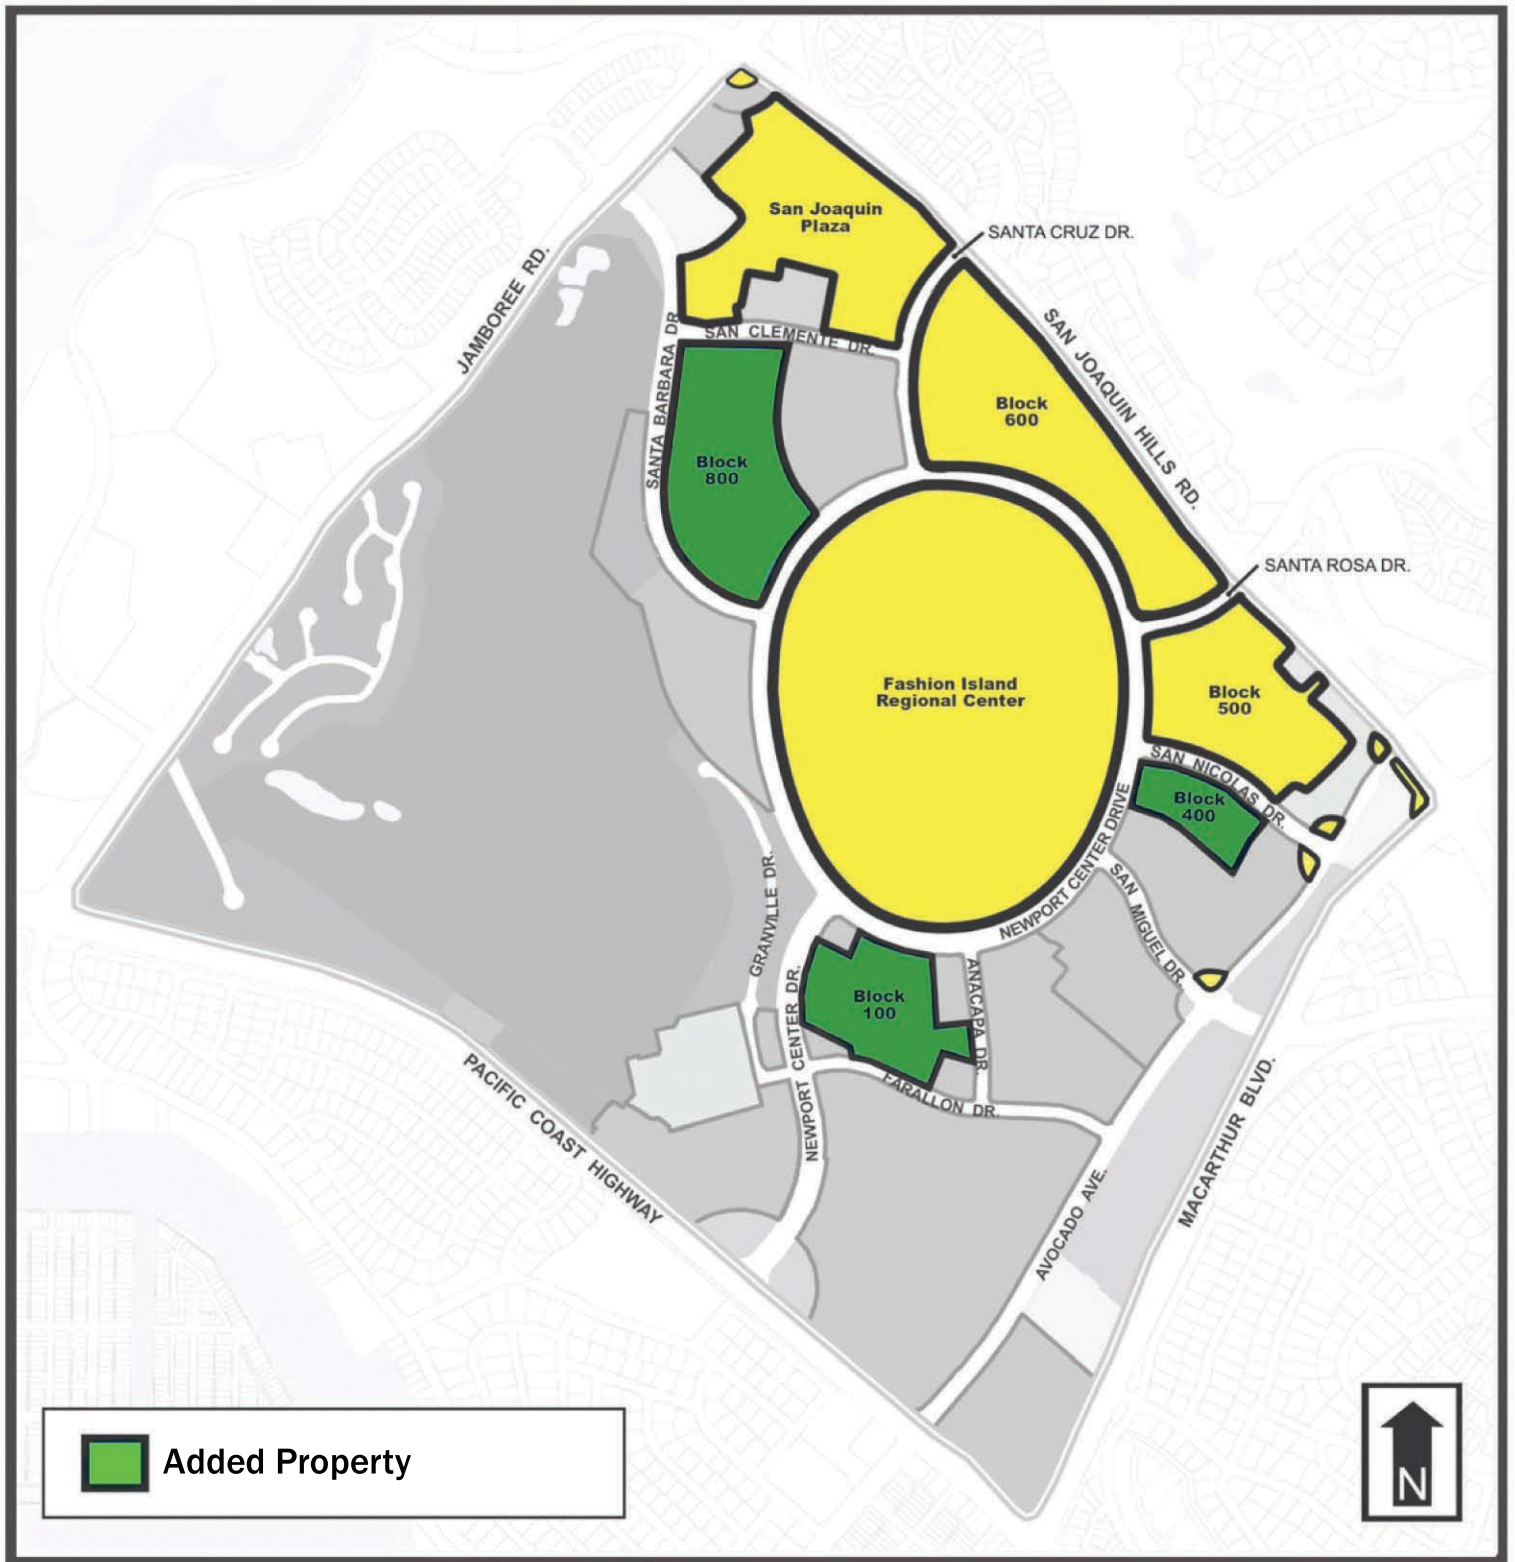 San Joaquin
Plaza
SANTA CRUZ DR.
JAMBOREE RD.
SAN CLEMENTE DR.
SANTA BARBARA DR.
SAN JOAQUIN HILLS RD.
Block
600
Block
800
SANTA ROSA DR.
Fashion Island
Regional Center
Block
500
SAN NICOLAS DR.
Block
400
NEWPORT CENTER DRIVE
SAN MIGUEL DR.
GRANVILLE DR.
NEWPORT CENTER DR.
ANACAPA DR.
Block
100
FARALLON DR.
PACIFIC COAST HIGHWAY
AVOCADO AVE.
MACARTHUR BLVD.
Added Property
N